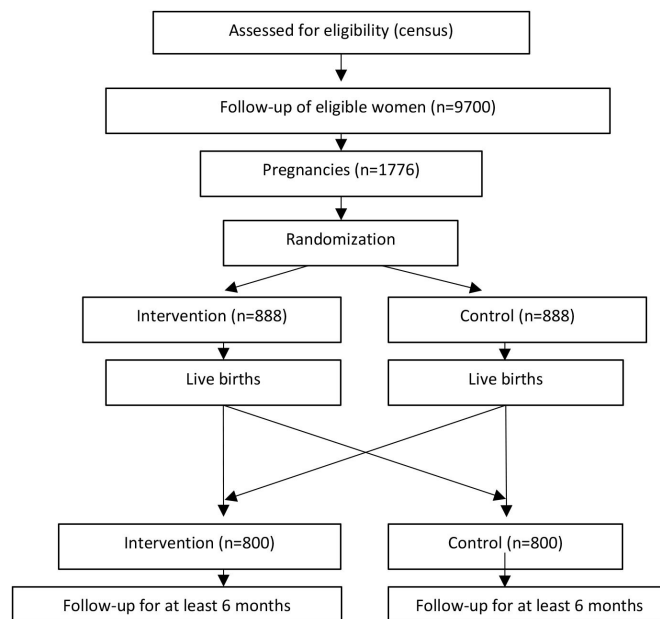 Assessed for eligibility (census)
Follow-up of eligible women (n=9700)
Pregnancies (n=1776)
Randomization
Intervention (n=888)
Control (n=888)
Live births
Live births
Intervention (n=800)
Control (n=800)
Follow-up for at least 6 months
Follow-up for at least 6 months